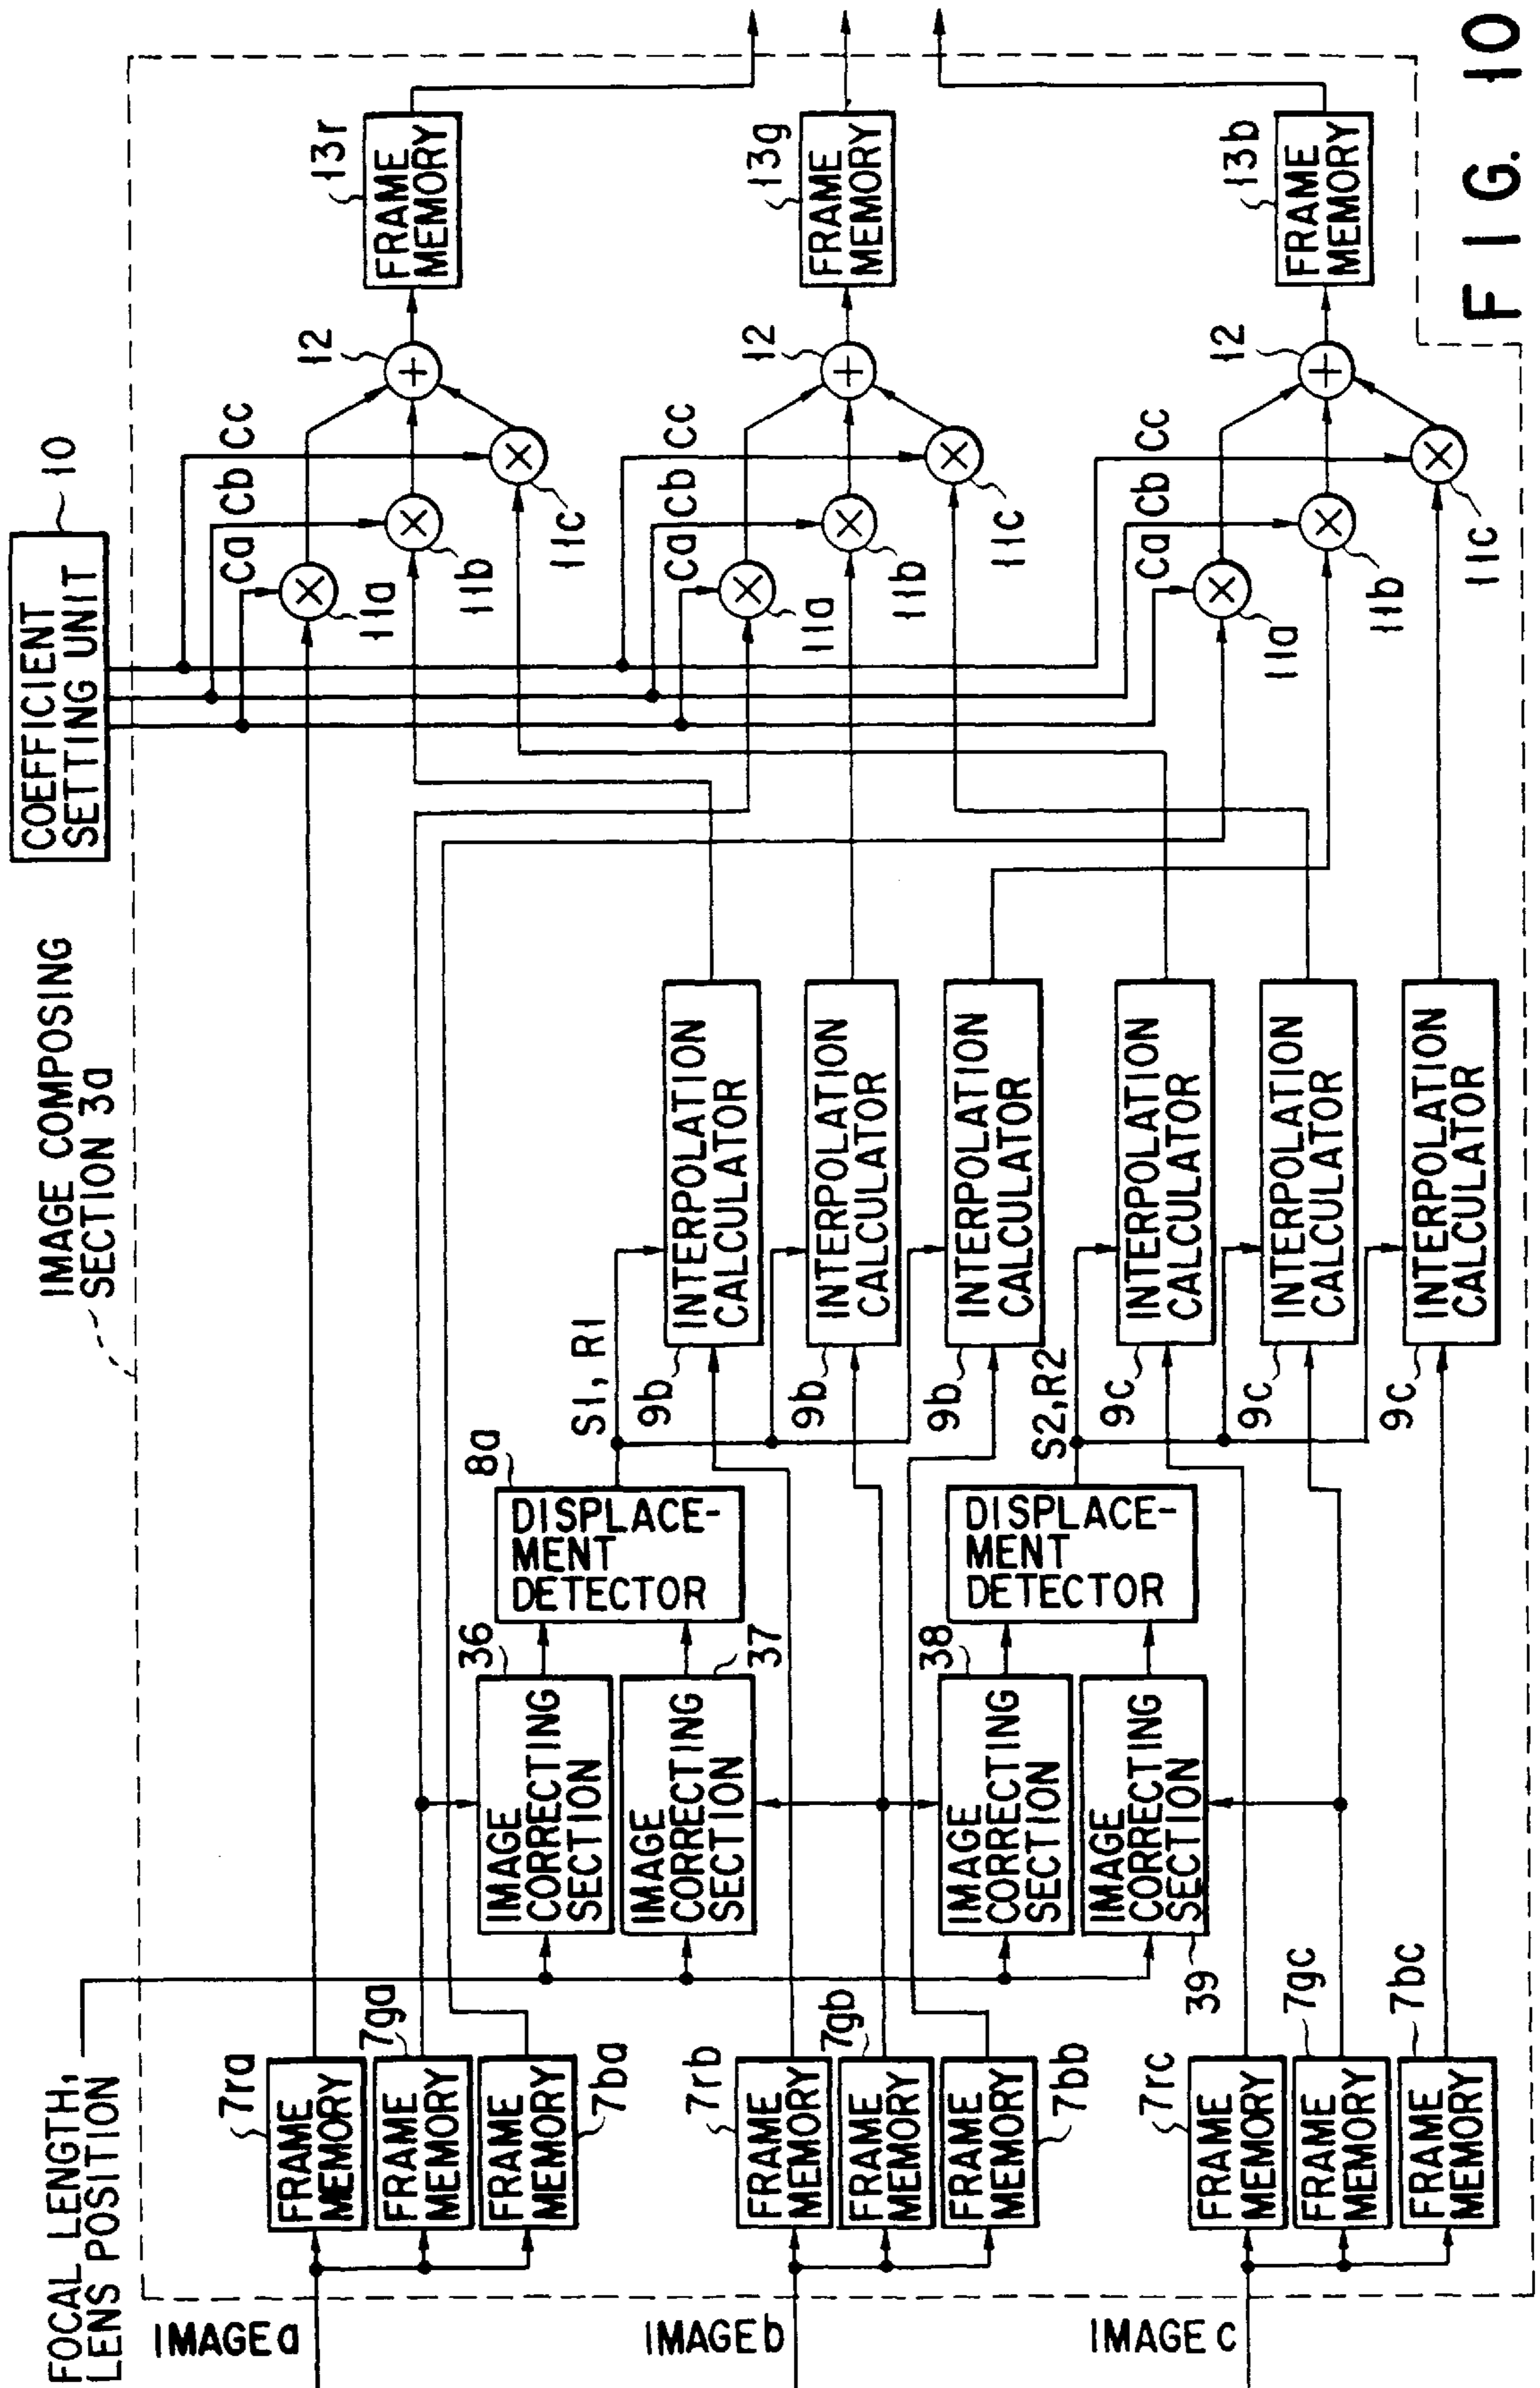 FIG. 10
COEFFICIENT
SETTING UNIT
10
IMAGE COMPOSING
SECTION 3a
FOCAL LENGTH,
LENS POSITION
IMAGE a
IMAGE b
IMAGE c
7ra
FRAME
MEMORY
7ga
FRAME
MEMORY
FRAME
MEMORY
7ba
7rb
FRAME
MEMORY
7gb
FRAME
MEMORY
FRAME
MEMORY
7bb
7rc
FRAME
MEMORY
7gc
FRAME
MEMORY
7bc
FRAME
MEMORY
36
IMAGE
CORRECTING
SECTION
37
IMAGE
CORRECTING
SECTION
38
IMAGE
CORRECTING
SECTION
39
IMAGE
CORRECTING
SECTION
8a
DISPLACE-
MENT
DETECTOR
DISPLACE-
MENT
DETECTOR
S1, R1
S2, R2
9b
INTERPOLATION
CALCULATOR
9b
INTERPOLATION
CALCULATOR
9b
INTERPOLATION
CALCULATOR
9c
INTERPOLATION
CALCULATOR
9c
INTERPOLATION
CALCULATOR
9c
INTERPOLATION
CALCULATOR
Ca Cb Cc
11a
11b
11c
12
13r
FRAME
MEMORY
Ca Cb Cc
11a
11b
11c
12
13g
FRAME
MEMORY
Ca Cb Cc
11a
11b
11c
12
13b
FRAME
MEMORY